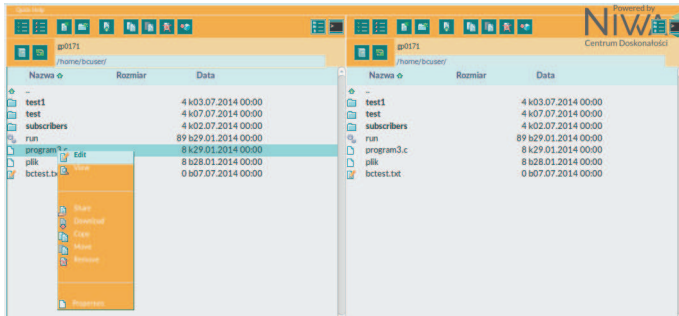 Powered by
NIWA
Centrum Doskonałości
gp0171
/home/bcuser/
Nazwa Rozmiar Data
..
test1 4 k03.07.2014 00:00
test 4 k07.07.2014 00:00
subscribers 4 k02.07.2014 00:00
run 89 b29.01.2014 00:00
program3.c 8 k29.01.2014 00:00
plik 8 b28.01.2014 00:00
bctest.tx 0 b07.07.2014 00:00
Edit
View
Share
Download
Copy
Move
Remove
Properties
gp0171
/home/bcuser/
Nazwa Rozmiar Data
..
test1 4 k03.07.2014 00:00
test 4 k07.07.2014 00:00
subscribers 4 k02.07.2014 00:00
run 89 b29.01.2014 00:00
program3.c 8 k29.01.2014 00:00
plik 8 b28.01.2014 00:00
bctest.txt 0 b07.07.2014 00:00